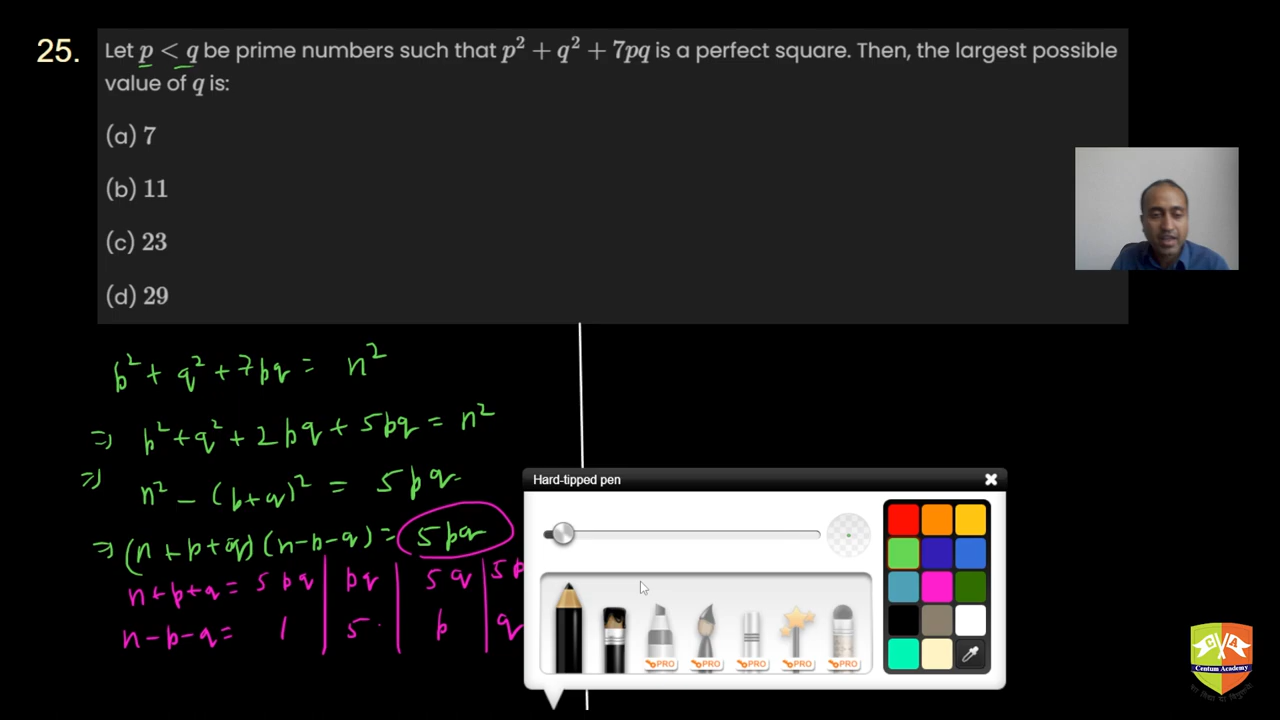 25. Let p < q be prime numbers such that p² + q² + 7pq is a perfect square. Then, the largest possible
value of q is:
(a) 7
(b) 11
(c) 23
(d) 29
p² + q² + 7pq = n²
⇒ p² + q² + 2pq + 5pq = n²
⇒ n² − (p+q)² = 5pq
⇒ (n + p + q) (n − p − q) = 5pq
n + p + q = 5pq | pq | 5q | 5p
n − p − q = 1 | 5 | p | q
Hard-tipped pen
PRO PRO PRO PRO PRO
C A
Centum Academy